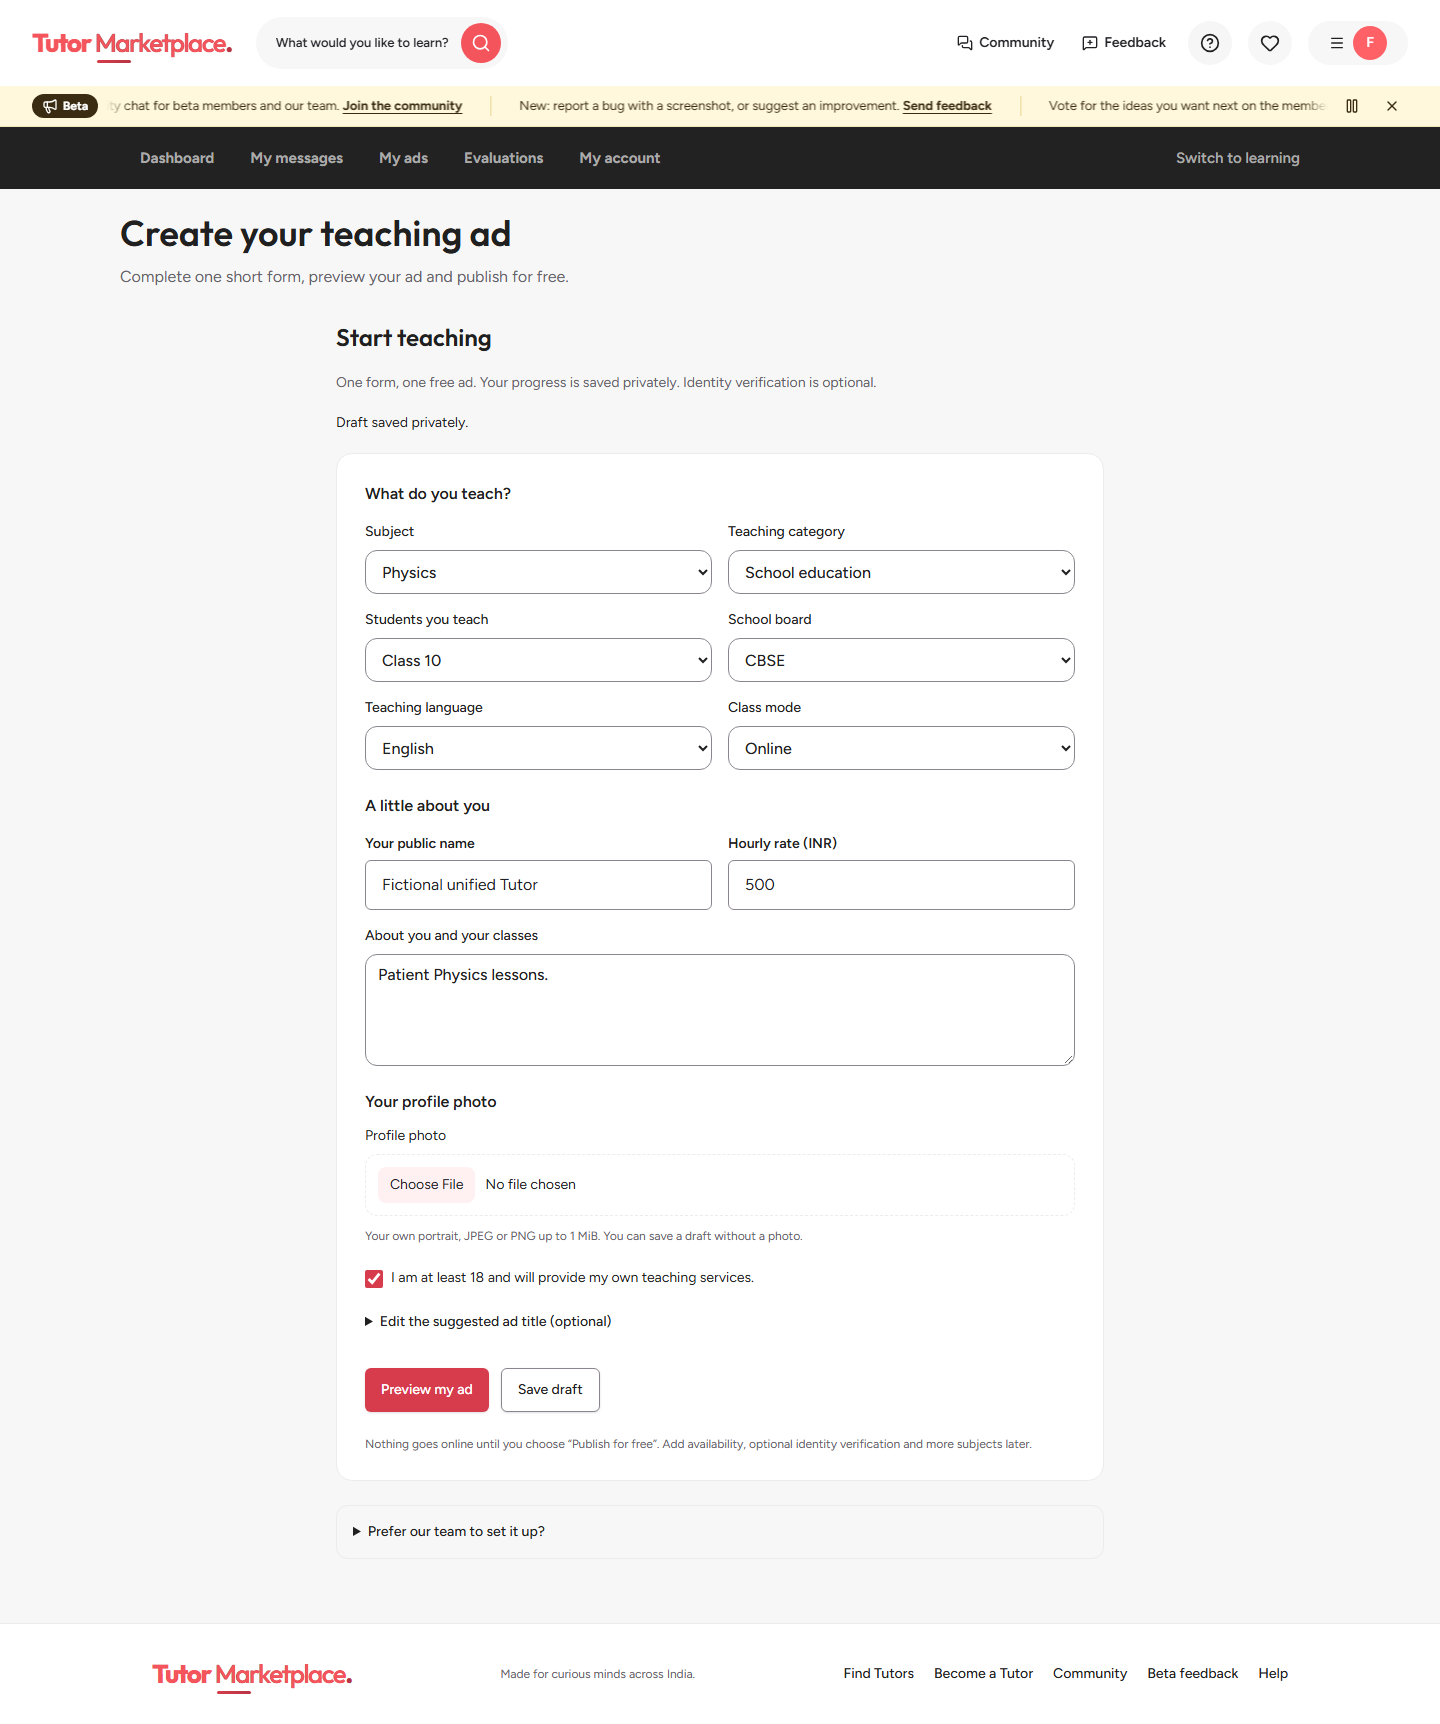 Tutor Marketplace.
What would you like to learn?
Community
Feedback
F
Beta
chat for beta members and our team. Join the community
New: report a bug with a screenshot, or suggest an improvement. Send feedback
Vote for the ideas you want next on the
Dashboard
My messages
My ads
Evaluations
My account
Switch to learning
Create your teaching ad
Complete one short form, preview your ad and publish for free.
Start teaching
One form, one free ad. Your progress is saved privately. Identity verification is optional.
Draft saved privately.
What do you teach?
Subject
Teaching category
Physics
School education
Students you teach
School board
Class 10
CBSE
Teaching language
Class mode
English
Online
A little about you
Your public name
Hourly rate (INR)
Fictional unified Tutor
500
About you and your classes
Patient Physics lessons.
Your profile photo
Profile photo
Choose File
No file chosen
Your own portrait, JPEG or PNG up to 1 MiB. You can save a draft without a photo.
I am at least 18 and will provide my own teaching services.
Edit the suggested ad title (optional)
Preview my ad
Save draft
Nothing goes online until you choose “Publish for free”. Add availability, optional identity verification and more subjects later.
Prefer our team to set it up?
Tutor Marketplace.
Made for curious minds across India.
Find Tutors
Become a Tutor
Community
Beta feedback
Help